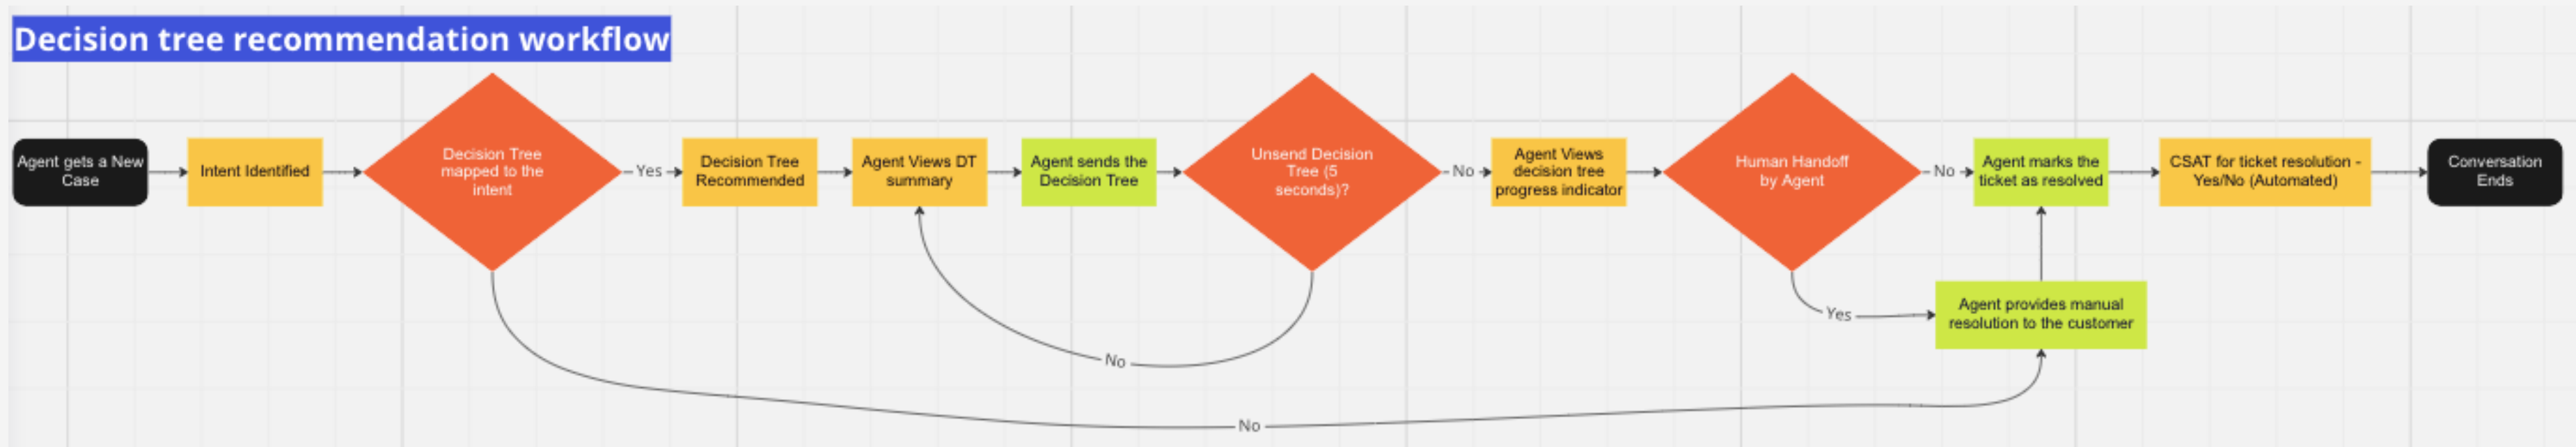 Decision tree recommendation workflow
Agent gets a New
Case
Intent Identified
Decision Tree
mapped to the
intent
Yes
Decision Tree
Recommended
Agent Views DT
summary
Agent sends the
Decision Tree
Unsend Decision
Tree (5
seconds)?
No
Agent Views
decision tree
progress indicator
Human Handoff
by Agent
No
Agent marks the
ticket as resolved
CSAT for ticket resolution -
Yes/No (Automated)
Conversation
Ends
Yes
Agent provides manual
resolution to the customer
No
No